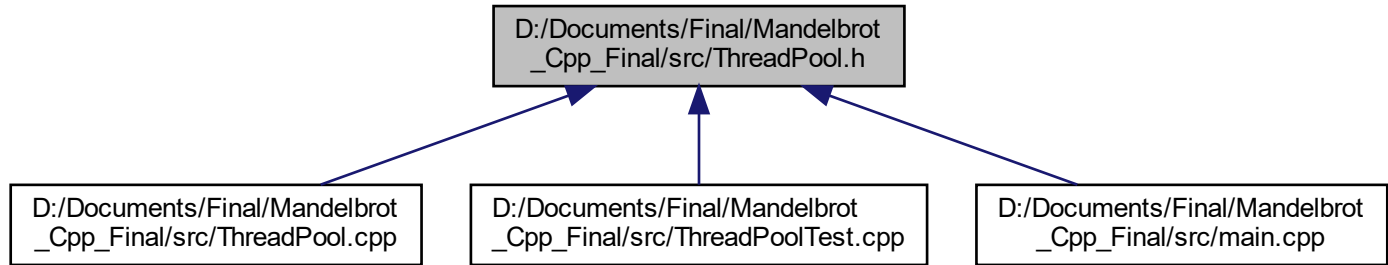 D:/Documents/Final/Mandelbrot
_Cpp_Final/src/ThreadPool.h
D:/Documents/Final/Mandelbrot
_Cpp_Final/src/ThreadPool.cpp
D:/Documents/Final/Mandelbrot
_Cpp_Final/src/ThreadPoolTest.cpp
D:/Documents/Final/Mandelbrot
_Cpp_Final/src/main.cpp